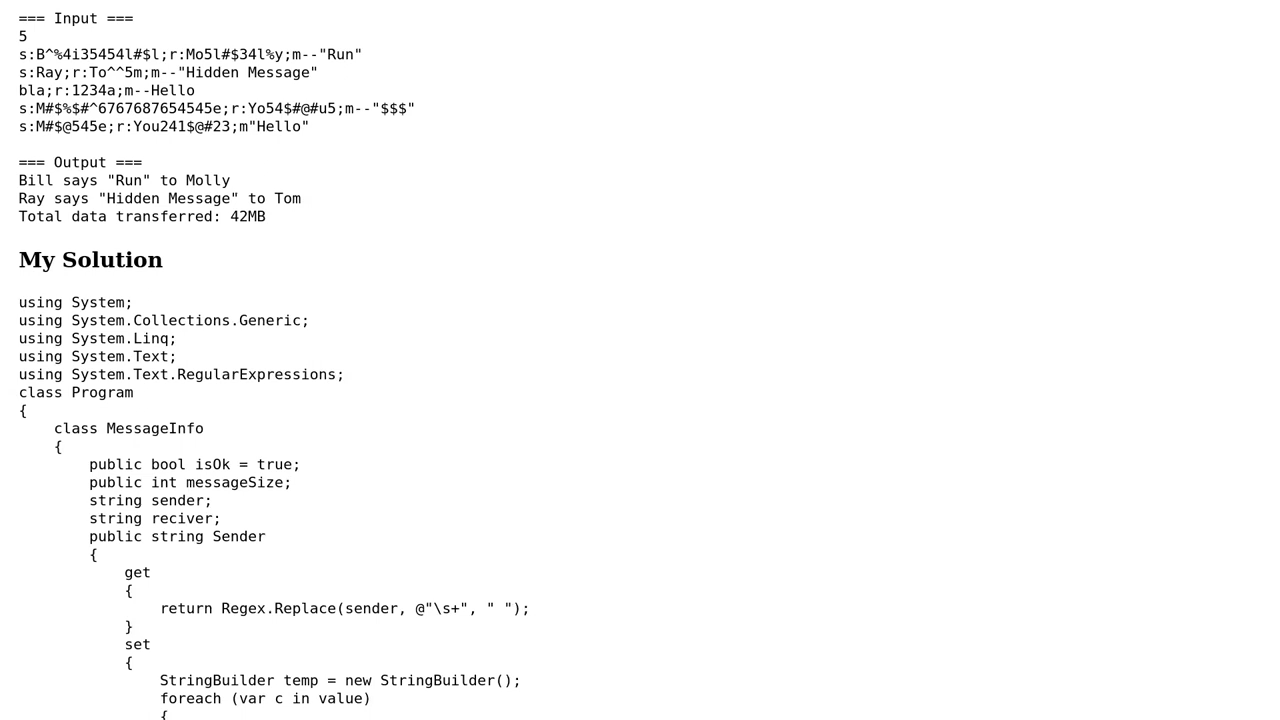 === Input ===
5
s:B^%4i35454l#$l;r:Mo5l#$34l%y;m--"Run"
s:Ray;r:To^^5m;m--"Hidden Message"
bla;r:1234a;m--Hello
s:M#$%$#^6767687654545e;r:Yo54$#@#u5;m--"$$$"
s:M#$@545e;r:You241$@#23;m"Hello"
=== Output ===
Bill says "Run" to Molly
Ray says "Hidden Message" to Tom
Total data transferred: 42MB
My Solution
using System;
using System.Collections.Generic;
using System.Linq;
using System.Text;
using System.Text.RegularExpressions;
class Program
{
    class MessageInfo
    {
        public bool isOk = true;
        public int messageSize;
        string sender;
        string reciver;
        public string Sender
        {
            get
            {
                return Regex.Replace(sender, @"\s+", " ");
            }
            set
            {
                StringBuilder temp = new StringBuilder();
                foreach (var c in value)
                {